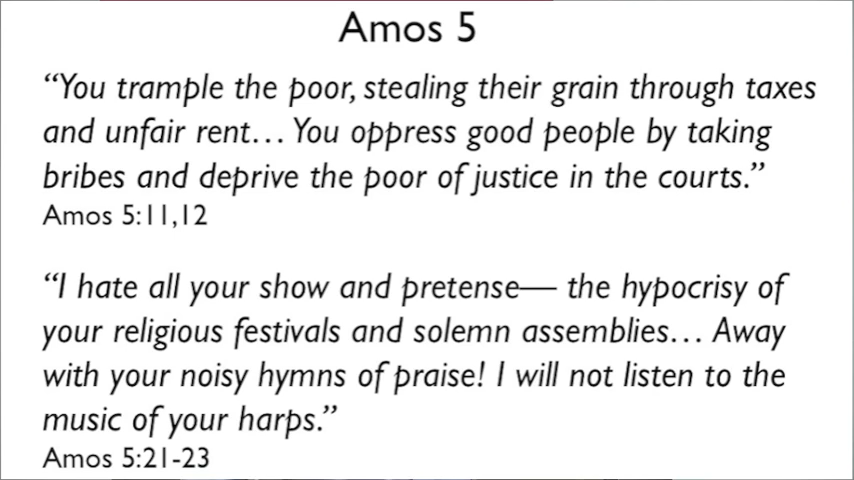 Amos 5
“You trample the poor, stealing their grain through taxes
and unfair rent… You oppress good people by taking
bribes and deprive the poor of justice in the courts.”
Amos 5:11,12
“I hate all your show and pretense— the hypocrisy of
your religious festivals and solemn assemblies… Away
with your noisy hymns of praise! I will not listen to the
music of your harps.”
Amos 5:21-23